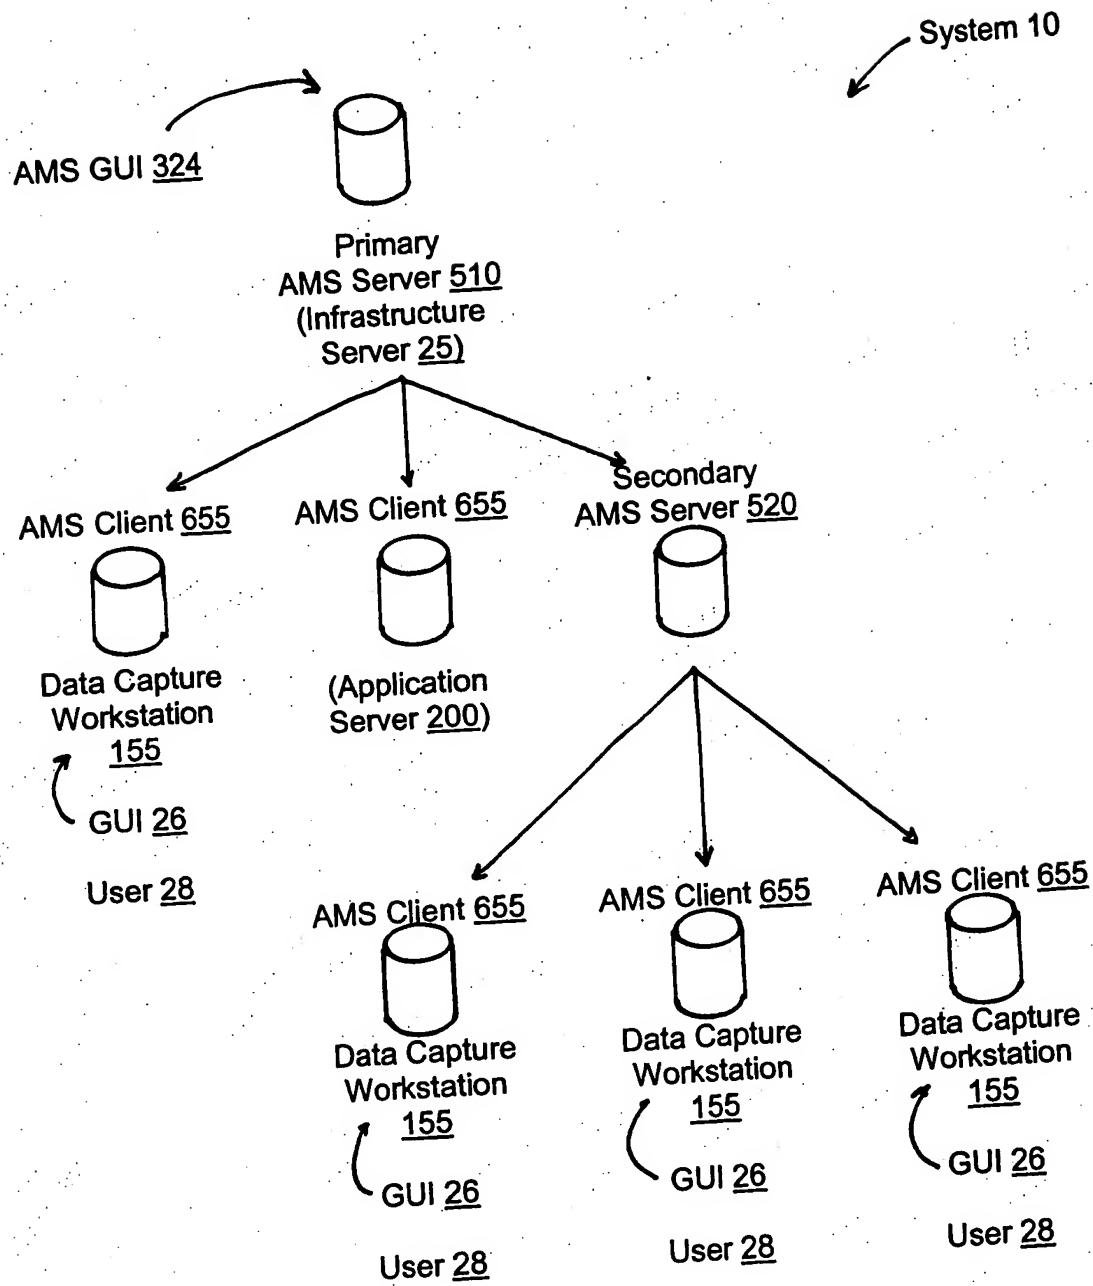 System 10
AMS GUI 324
Primary
AMS Server 510
(Infrastructure
Server 25)
AMS Client 655
Data Capture
Workstation
155
GUI 26
User 28
AMS Client 655
(Application
Server 200)
Secondary
AMS Server 520
AMS Client 655
Data Capture
Workstation
155
GUI 26
User 28
AMS Client 655
Data Capture
Workstation
155
GUI 26
User 28
AMS Client 655
Data Capture
Workstation
155
GUI 26
User 28